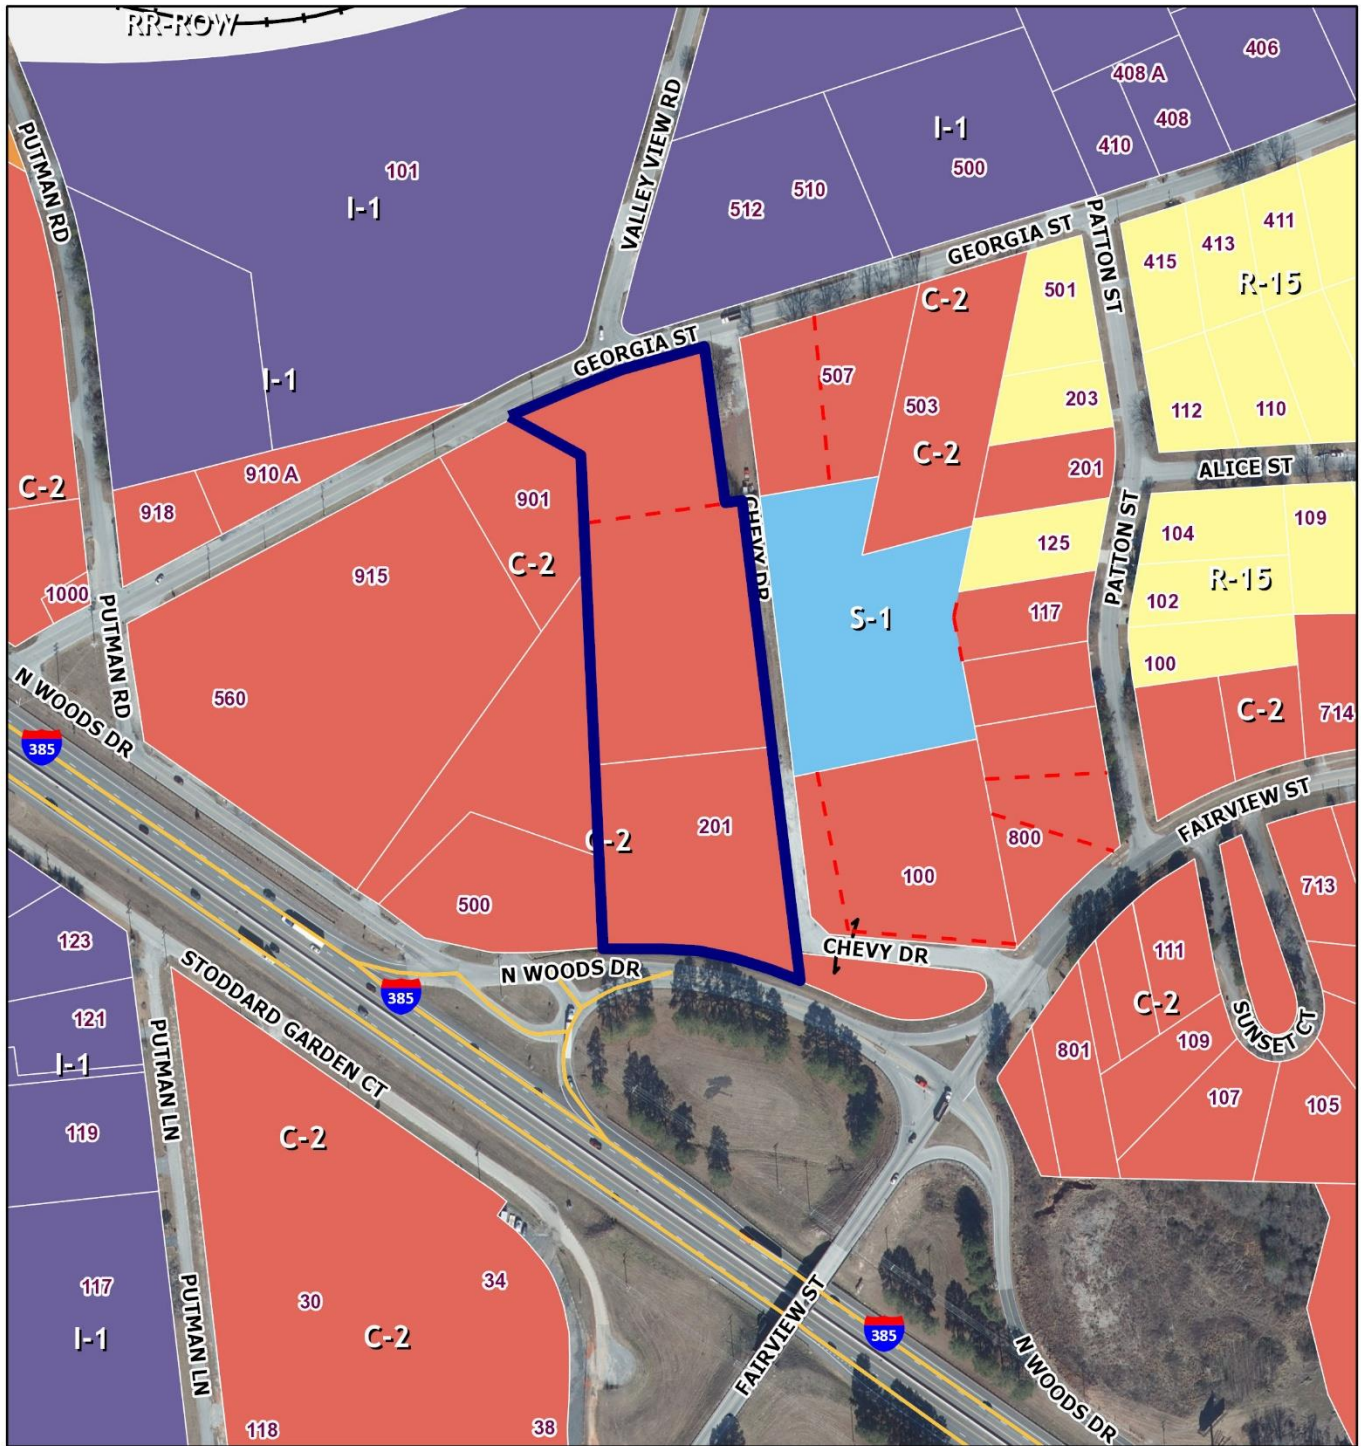 RR-ROW
406
408 A
408
I-1
410
500
101
PUTMAN RD
VALLEY VIEW RD
I-1
510
512
PATTON ST
GEORGIA ST
411
413
415
R-15
501
C-2
GEORGIA ST
507
I-1
203
503
112
110
C-2
201
ALICE ST
910 A
C-2
901
918
CHEVY DR
109
PATTON ST
104
125
C-2
915
R-15
1000
102
117
S-1
PUTMAN RD
100
560
N WOODS DR
C-2
714
385
FAIRVIEW ST
201
C-2
800
100
713
500
123
CHEVY DR
111
STODDARD GARDEN CT
N WOODS DR
385
C-2
121
SUNSET CT
109
801
I-1
PUTMAN LN
107
105
119
C-2
34
117
30
385
I-1
C-2
PUTMAN LN
FAIRVIEW ST
N WOODS DR
118
38